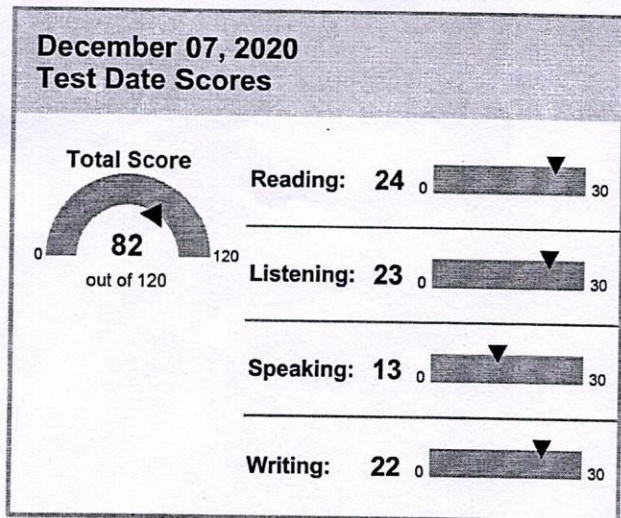 December 07, 2020
Test Date Scores
Total Score
0
82
120
out of 120
Reading: 24 0 30
Listening: 23 0 30
Speaking: 13 0 30
Writing: 22 0 30